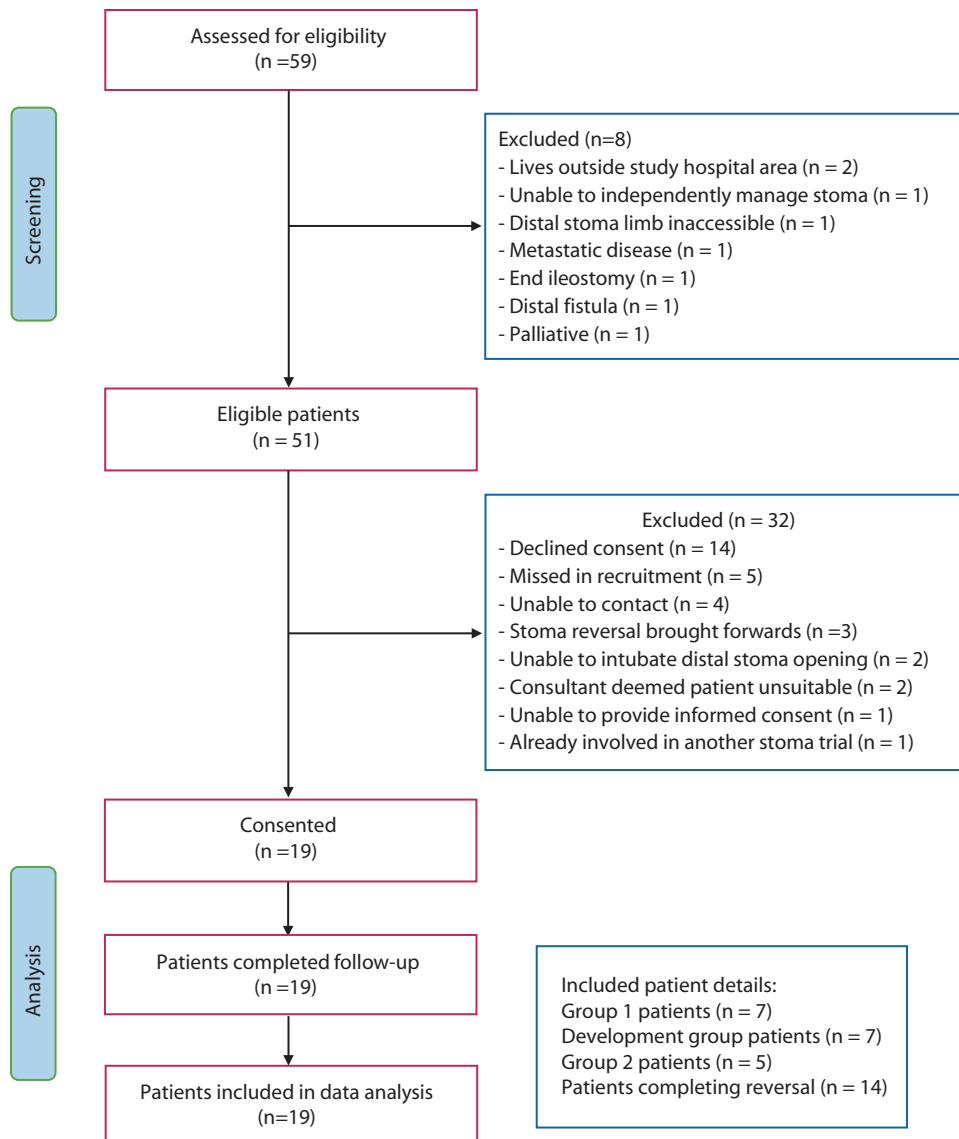 Assessed for eligibility
(n =59)
Screening
Excluded (n=8)
- Lives outside study hospital area (n = 2)
- Unable to independently manage stoma (n = 1)
- Distal stoma limb inaccessible (n = 1)
- Metastatic disease (n = 1)
- End ileostomy (n = 1)
- Distal fistula (n = 1)
- Palliative (n = 1)
Eligible patients
(n = 51)
Excluded (n = 32)
- Declined consent (n = 14)
- Missed in recruitment (n = 5)
- Unable to contact (n = 4)
- Stoma reversal brought forwards (n =3)
- Unable to intubate distal stoma opening (n = 2)
- Consultant deemed patient unsuitable (n = 2)
- Unable to provide informed consent (n = 1)
- Already involved in another stoma trial (n = 1)
Consented
(n =19)
Analysis
Patients completed follow-up
(n =19)
Patients included in data analysis
(n=19)
Included patient details:
Group 1 patients (n = 7)
Development group patients (n = 7)
Group 2 patients (n = 5)
Patients completing reversal (n = 14)